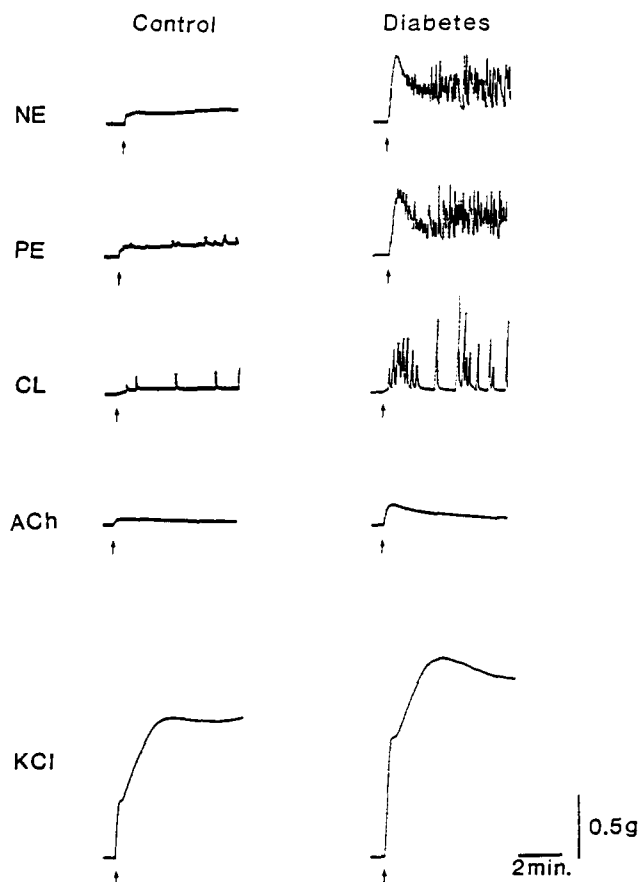 Control Diabetes
NE
PE
CL
ACh
KCl
0.5g
2min.